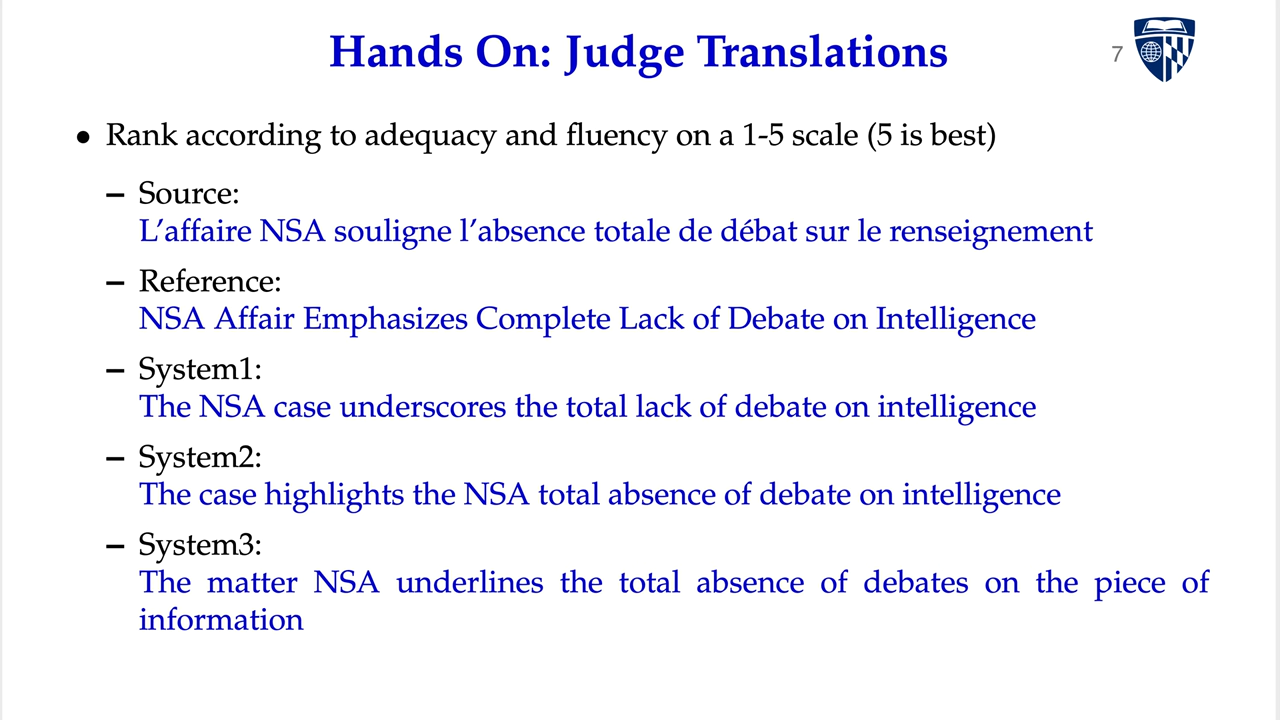 Hands On: Judge Translations
7
• Rank according to adequacy and fluency on a 1-5 scale (5 is best)
– Source:
L'affaire NSA souligne l'absence totale de débat sur le renseignement
– Reference:
NSA Affair Emphasizes Complete Lack of Debate on Intelligence
– System1:
The NSA case underscores the total lack of debate on intelligence
– System2:
The case highlights the NSA total absence of debate on intelligence
– System3:
The matter NSA underlines the total absence of debates on the piece of
information